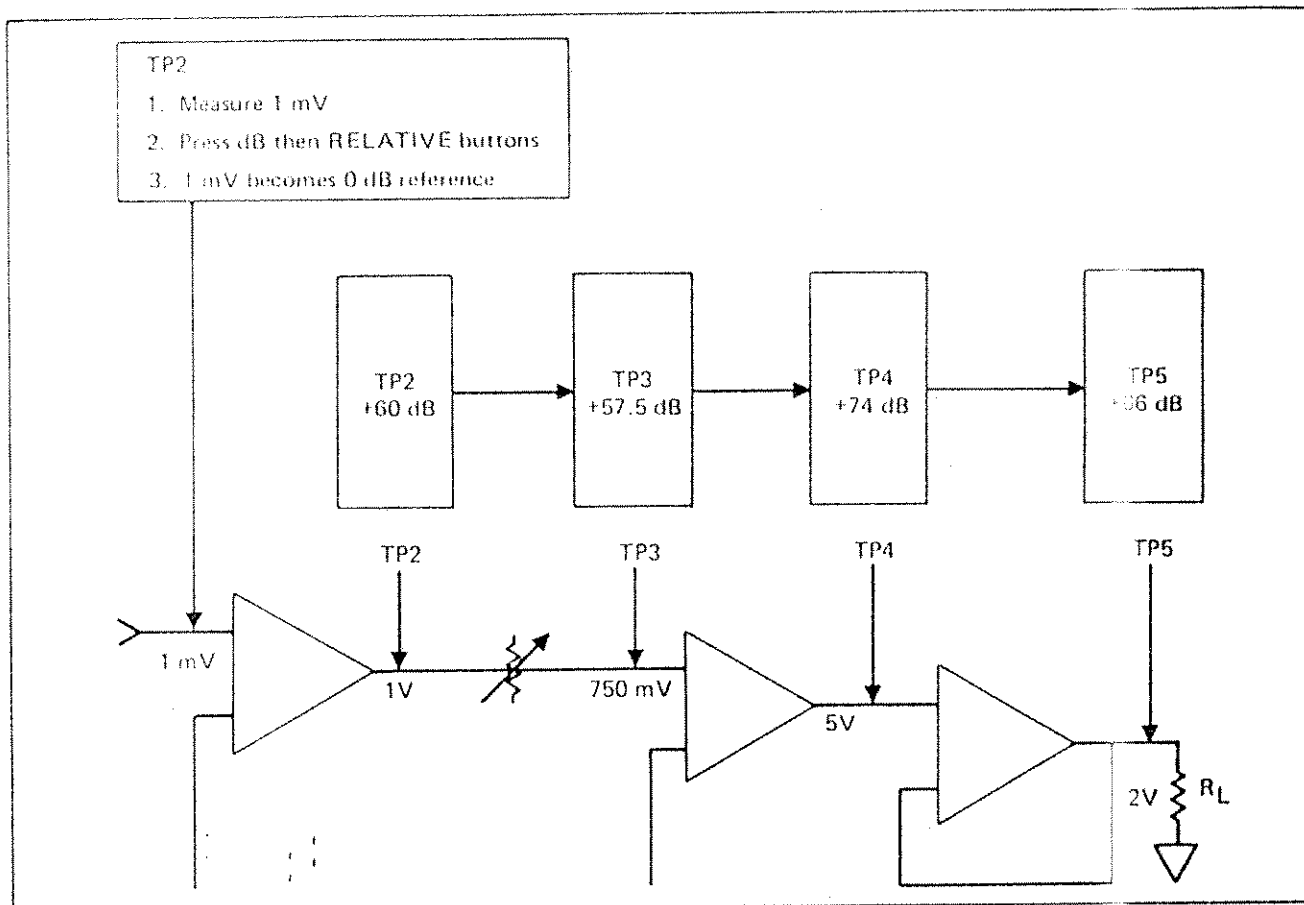 TP2
1. Measure 1 mV
2. Press dB then RELATIVE buttons
3. 1 mV becomes 0 dB reference
TP2
+60 dB
TP3
+57.5 dB
TP4
+74 dB
TP5
dB
TP2
TP3
TP4
TP5
1 mV
1V
750 mV
5V
2V
RL